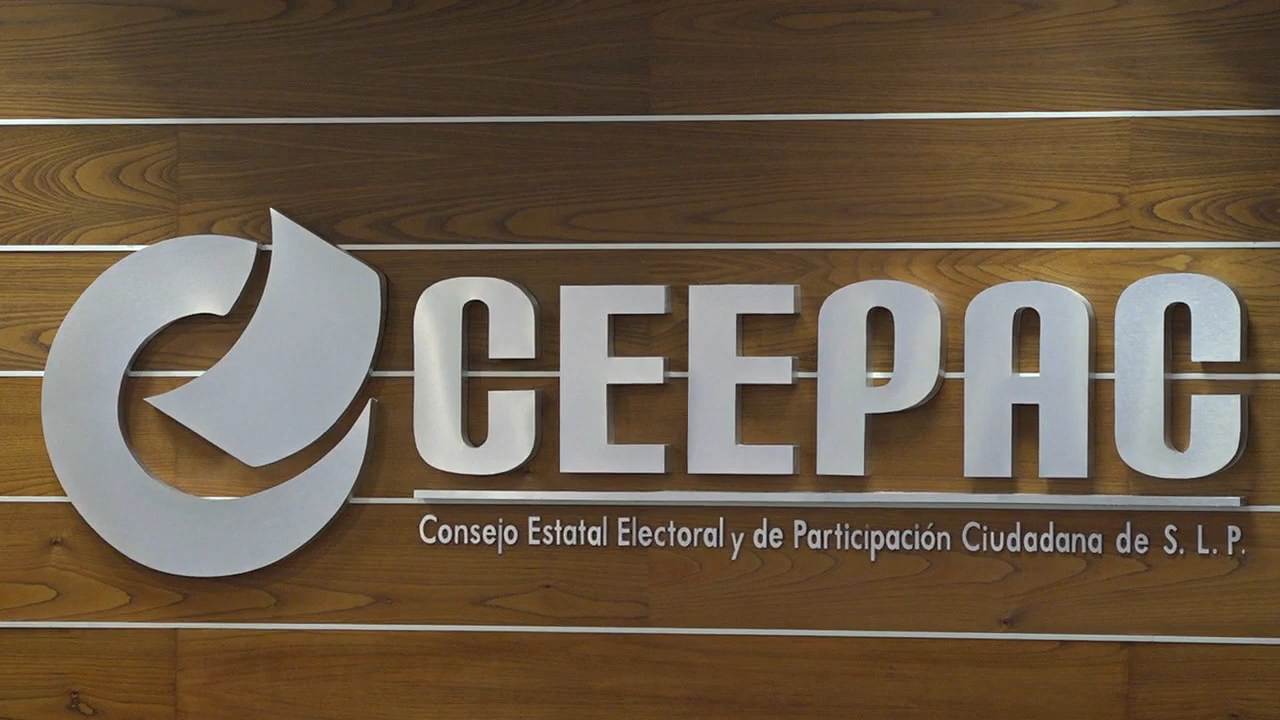 CEEPAC
Consejo Estatal Electoral y de Participación Ciudadana de S. L. P.